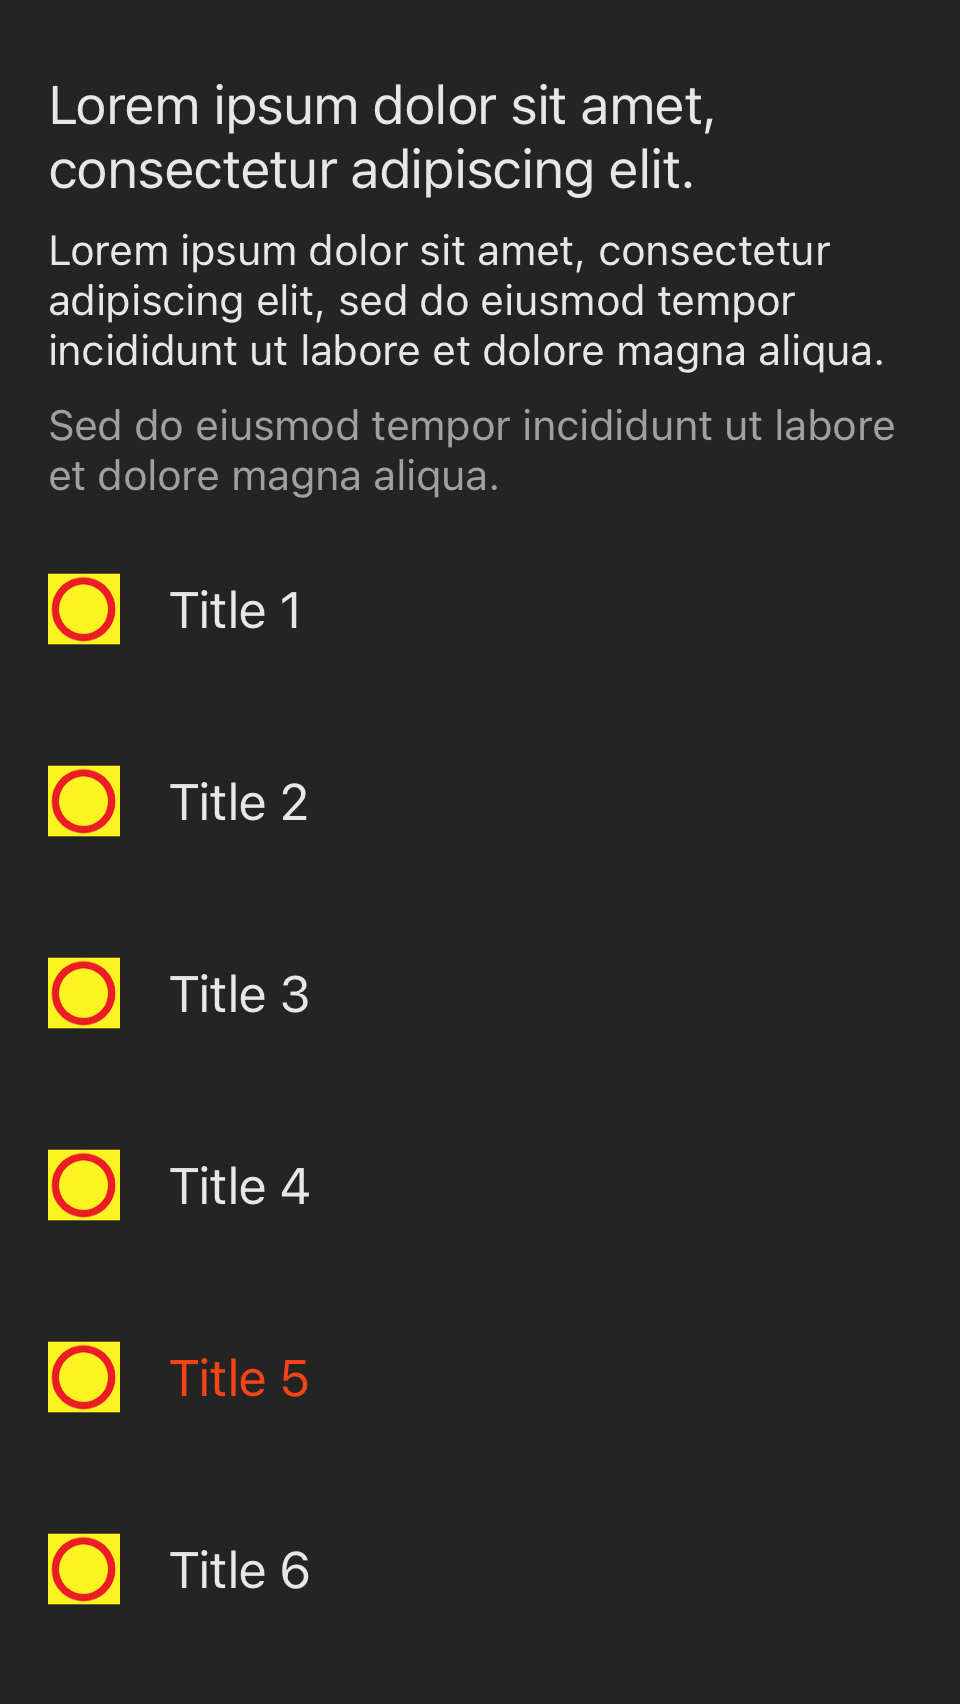 Lorem ipsum dolor sit amet,
consectetur adipiscing elit.
Lorem ipsum dolor sit amet, consectetur
adipiscing elit, sed do eiusmod tempor
incididunt ut labore et dolore magna aliqua.
Sed do eiusmod tempor incididunt ut labore
et dolore magna aliqua.
Title 1
Title 2
Title 3
Title 4
Title 5
Title 6